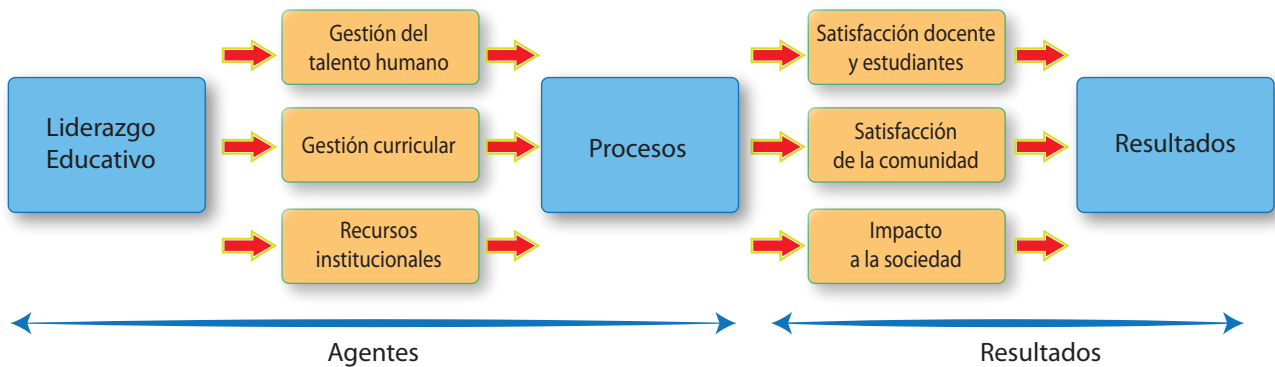 Liderazgo
Educativo
Gestión del
talento humano
Gestión curricular
Recursos
institucionales
Procesos
Satisfacción docente
y estudiantes
Satisfacción
de la comunidad
Impacto
a la sociedad
Resultados
Agentes
Resultados